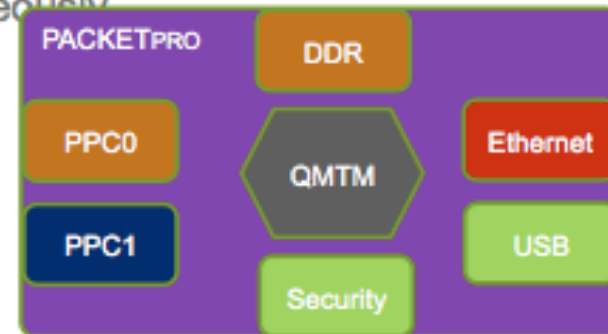 PACKETPRO
DDR
PPC0
QMTM
Ethernet
PPC1
USB
Security